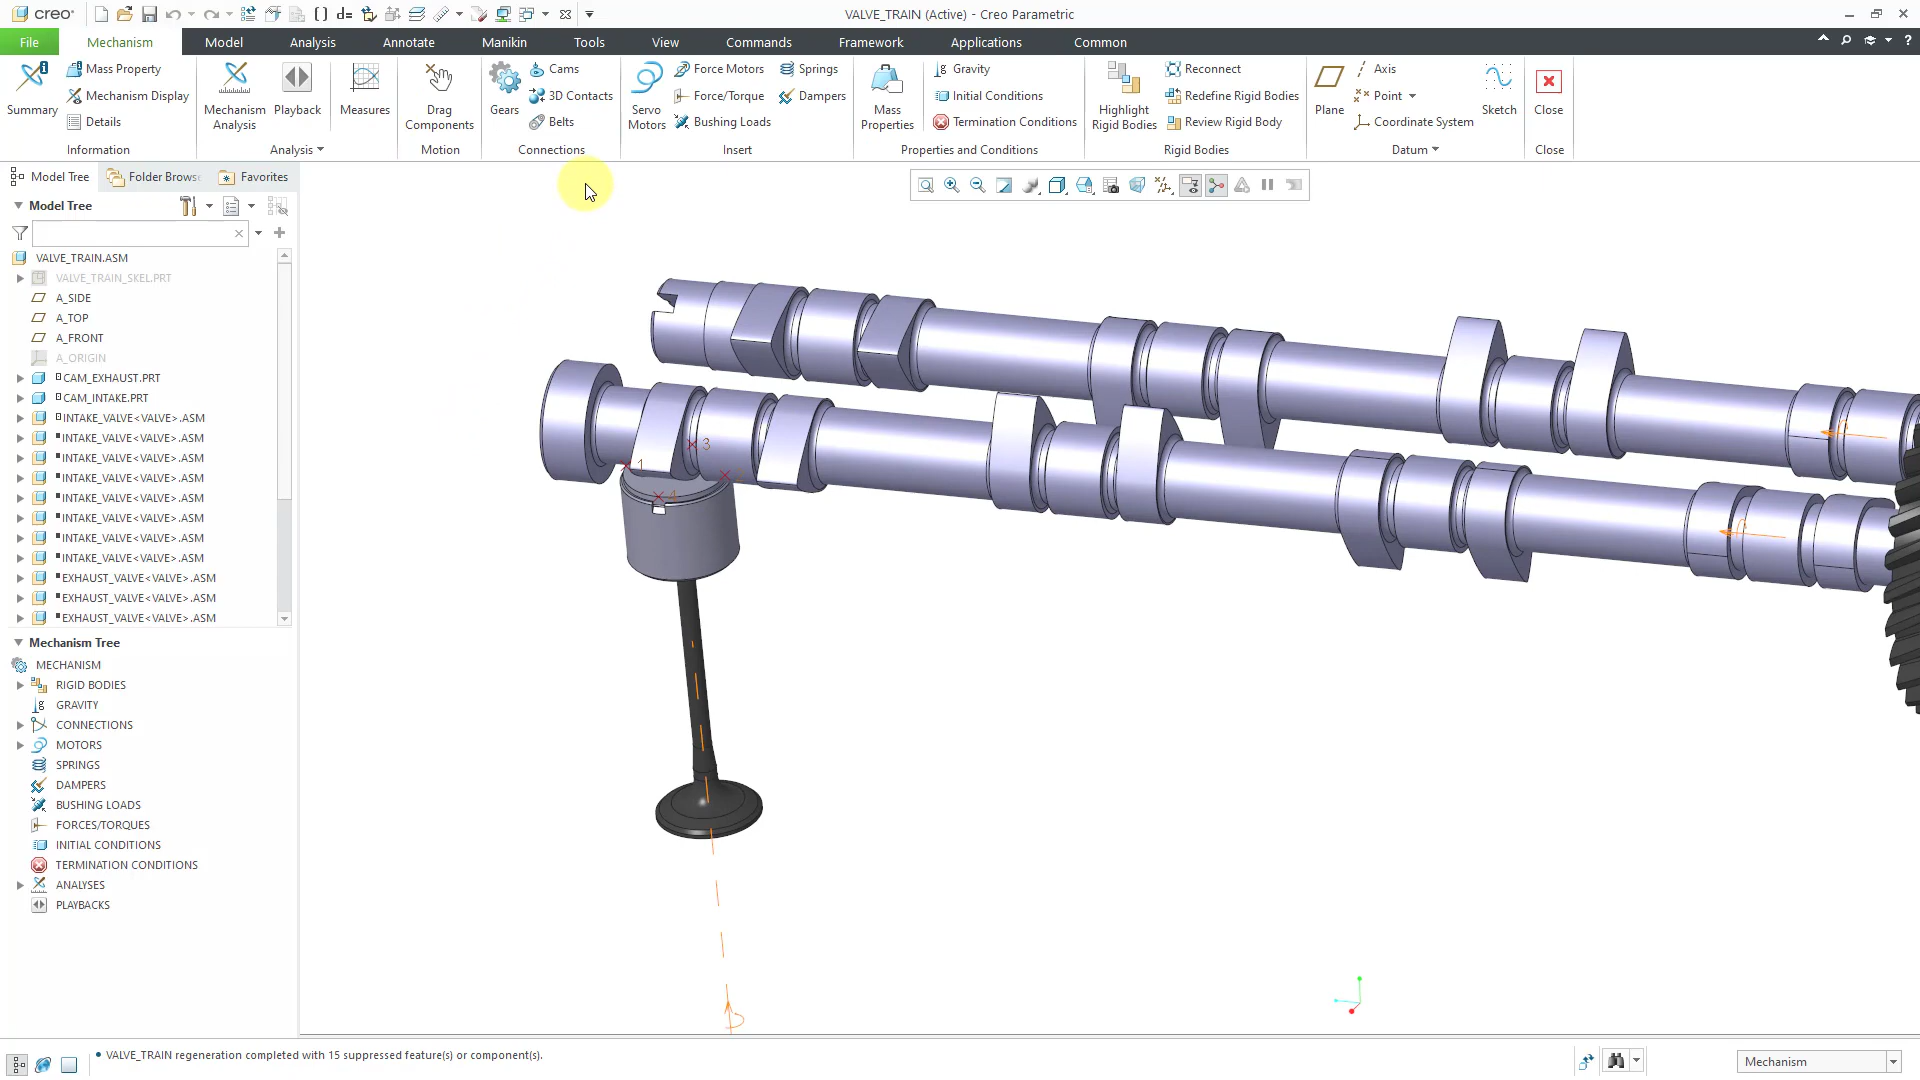 creo
VALVE_TRAIN (Active) - Creo Parametric
File
Mechanism
Model
Analysis
Annotate
Manikin
Tools
View
Commands
Framework
Applications
Common
Summary
Mass Property
Mechanism Display
Details
Information
Mechanism
Analysis
Playback
Measures
Analysis
Drag
Components
Motion
Gears
Cams
3D Contacts
Belts
Connections
Servo
Motors
Force Motors
Force/Torque
Bushing Loads
Springs
Dampers
Insert
Mass
Properties
Gravity
Initial Conditions
Termination Conditions
Properties and Conditions
Highlight
Rigid Bodies
Reconnect
Redefine Rigid Bodies
Review Rigid Body
Rigid Bodies
Plane
Axis
Point
Coordinate System
Sketch
Datum
Close
Close
Model Tree
Folder Brows
Favorites
Model Tree
VALVE_TRAIN.ASM
VALVE_TRAIN_SKEL.PRT
A_SIDE
A_TOP
A_FRONT
A_ORIGIN
CAM_EXHAUST.PRT
CAM_INTAKE.PRT
INTAKE_VALVE<VALVE>.ASM
INTAKE_VALVE<VALVE>.ASM
INTAKE_VALVE<VALVE>.ASM
INTAKE_VALVE<VALVE>.ASM
INTAKE_VALVE<VALVE>.ASM
INTAKE_VALVE<VALVE>.ASM
INTAKE_VALVE<VALVE>.ASM
INTAKE_VALVE<VALVE>.ASM
EXHAUST_VALVE<VALVE>.ASM
EXHAUST_VALVE<VALVE>.ASM
EXHAUST_VALVE<VALVE>.ASM
Mechanism Tree
MECHANISM
RIGID BODIES
GRAVITY
CONNECTIONS
MOTORS
SPRINGS
DAMPERS
BUSHING LOADS
FORCES/TORQUES
INITIAL CONDITIONS
TERMINATION CONDITIONS
ANALYSES
PLAYBACKS
3
1
4
VALVE_TRAIN regeneration completed with 15 suppressed feature(s) or component(s).
Mechanism